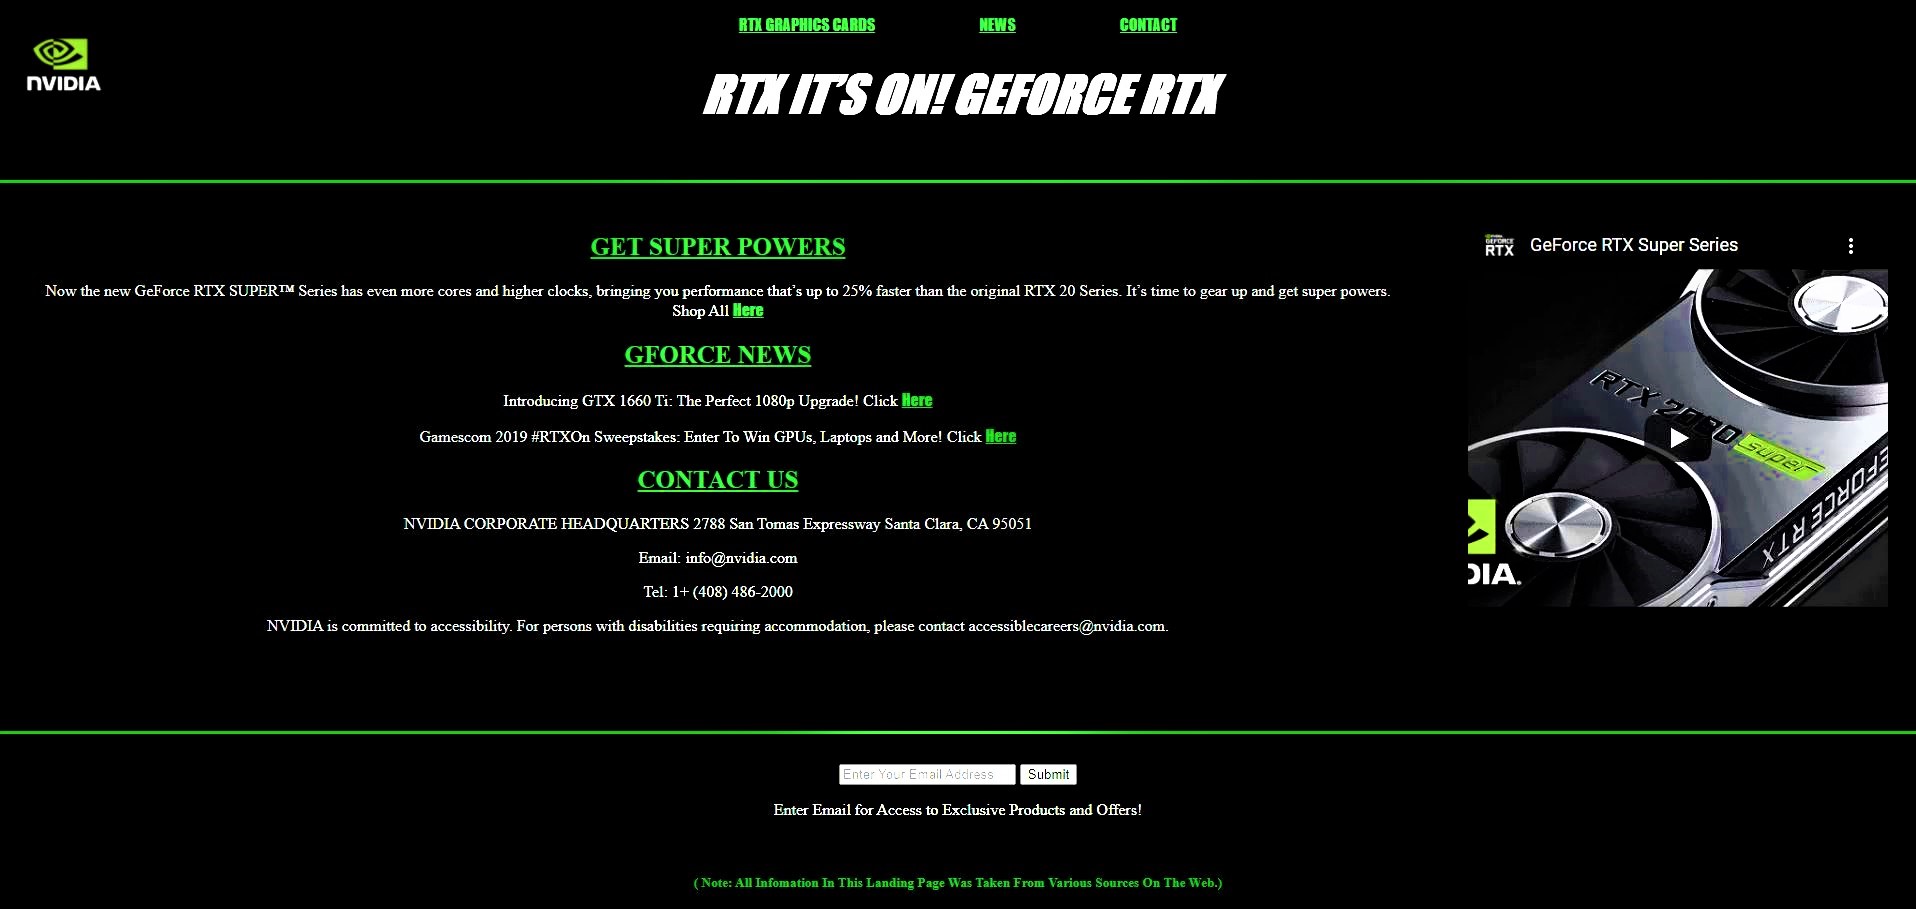 RTX GRAPHICS CARDS NEWS CONTACT
NVIDIA
RTX IT'S ON! GEFORCE RTX
GET SUPER POWERS
Now the new GeForce RTX SUPER™ Series has even more cores and higher clocks, bringing you performance that's up to 25% faster than the original RTX 20 Series. It's time to gear up and get super powers.
Shop All Here
GFORCE NEWS
Introducing GTX 1660 Ti: The Perfect 1080p Upgrade! Click Here
Gamescom 2019 #RTXOn Sweepstakes: Enter To Win GPUs, Laptops and More! Click Here
CONTACT US
NVIDIA CORPORATE HEADQUARTERS 2788 San Tomas Expressway Santa Clara, CA 95051
Email: info@nvidia.com
Tel: 1+ (408) 486-2000
NVIDIA is committed to accessibility. For persons with disabilities requiring accommodation, please contact accessiblecareers@nvidia.com.
GEFORCE
RTX
GeForce RTX Super Series
RTX 2080 SUPER
GEFORCE RTX
DIA.
Enter Your Email Address Submit
Enter Email for Access to Exclusive Products and Offers!
( Note: All Infomation In This Landing Page Was Taken From Various Sources On The Web.)